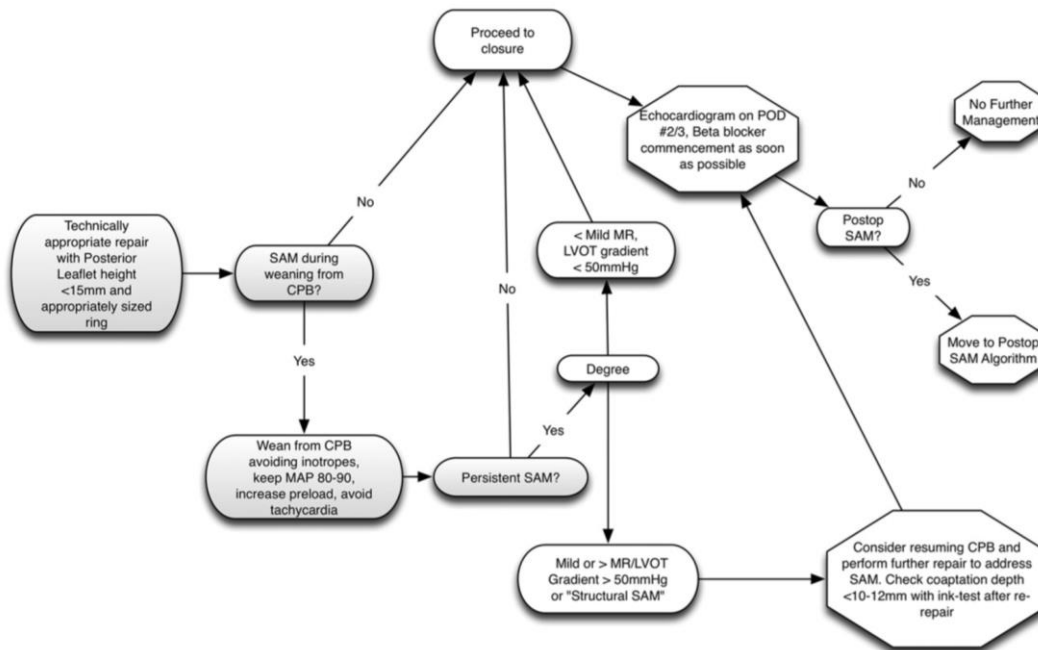 Proceed to
closure
Echocardiogram on POD
#2/3, Beta blocker
commencement as soon
as possible
No Further
Management
No
No
Postop
SAM?
Technically
appropriate repair
with Posterior
Leaflet height
<15mm and
appropriately sized
ring
SAM during
weaning from
CPB?
< Mild MR,
LVOT gradient
< 50mmHg
No
Yes
Move to Postop
SAM Algorithm
Yes
Degree
Yes
Wean from CPB
avoiding inotropes,
keep MAP 80-90,
increase preload, avoid
tachycardia
Persistent SAM?
Mild or > MR/LVOT
Gradient > 50mmHg
or "Structural SAM"
Consider resuming CPB and
perform further repair to address
SAM. Check coaptation depth
<10-12mm with ink-test after re-
repair